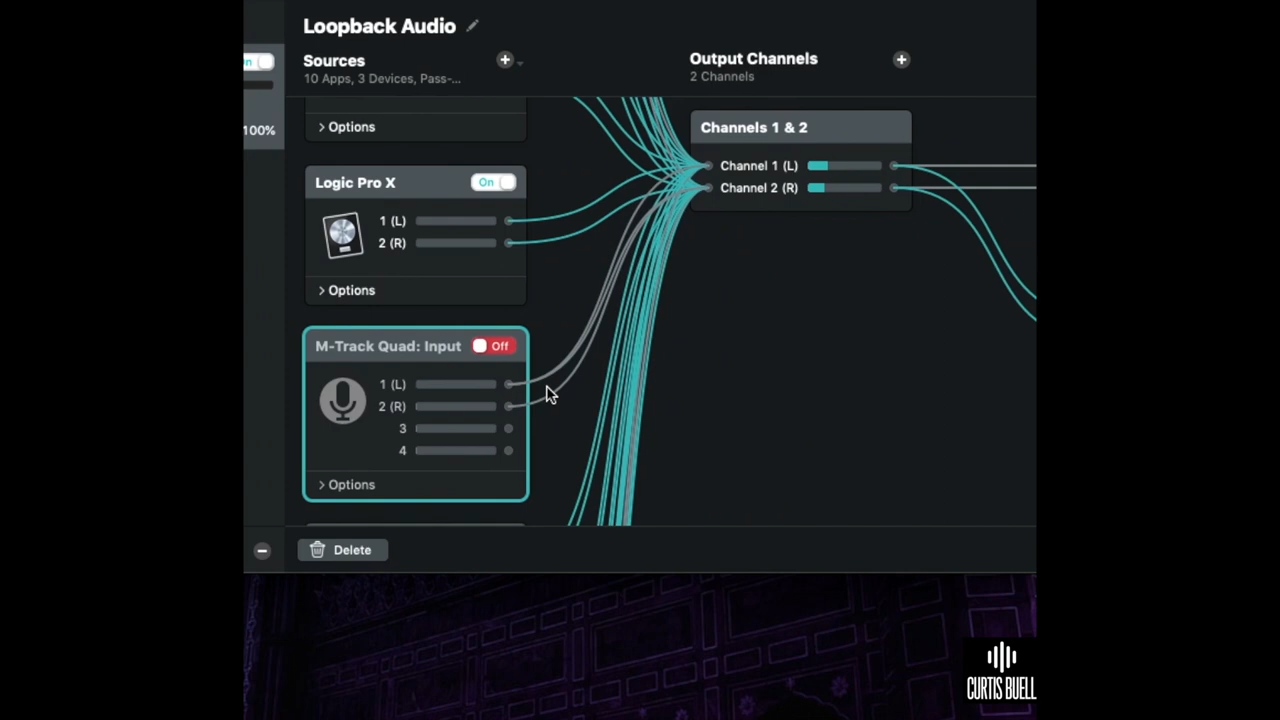 Loopback Audio
Sources
10 Apps, 3 Devices, Pass-...
Output Channels
2 Channels
100%
Options
Channels 1 & 2
Channel 1 (L)
Channel 2 (R)
Logic Pro X
On
1 (L)
2 (R)
Options
M-Track Quad: Input
Off
1 (L)
2 (R)
3
4
Options
Delete
CURTIS BUELL